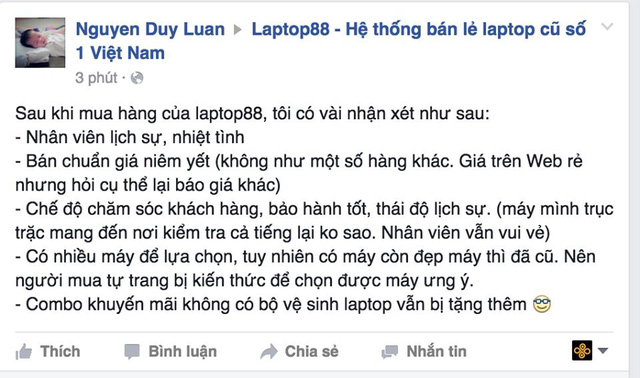 Nguyen Duy Luan ▸ Laptop88 - Hệ thống bán lẻ laptop cũ số
1 Việt Nam
3 phút ·
Sau khi mua hàng của laptop88, tôi có vài nhận xét như sau:
- Nhân viên lịch sự, nhiệt tình
- Bán chuẩn giá niêm yết (không như một số hàng khác. Giá trên Web rẻ
nhưng hỏi cụ thể lại báo giá khác)
- Chế độ chăm sóc khách hàng, bảo hành tốt, thái độ lịch sự. (máy mình trục
trặc mang đến nơi kiểm tra cả tiếng lại ko sao. Nhân viên vẫn vui vẻ)
- Có nhiều máy để lựa chọn, tuy nhiên có máy còn đẹp máy thì đã cũ. Nên
người mua tự trang bị kiến thức để chọn được máy ưng ý.
- Combo khuyến mãi không có bộ vệ sinh laptop vẫn bị tặng thêm 🤓
Thích Bình luận Chia sẻ Nhắn tin